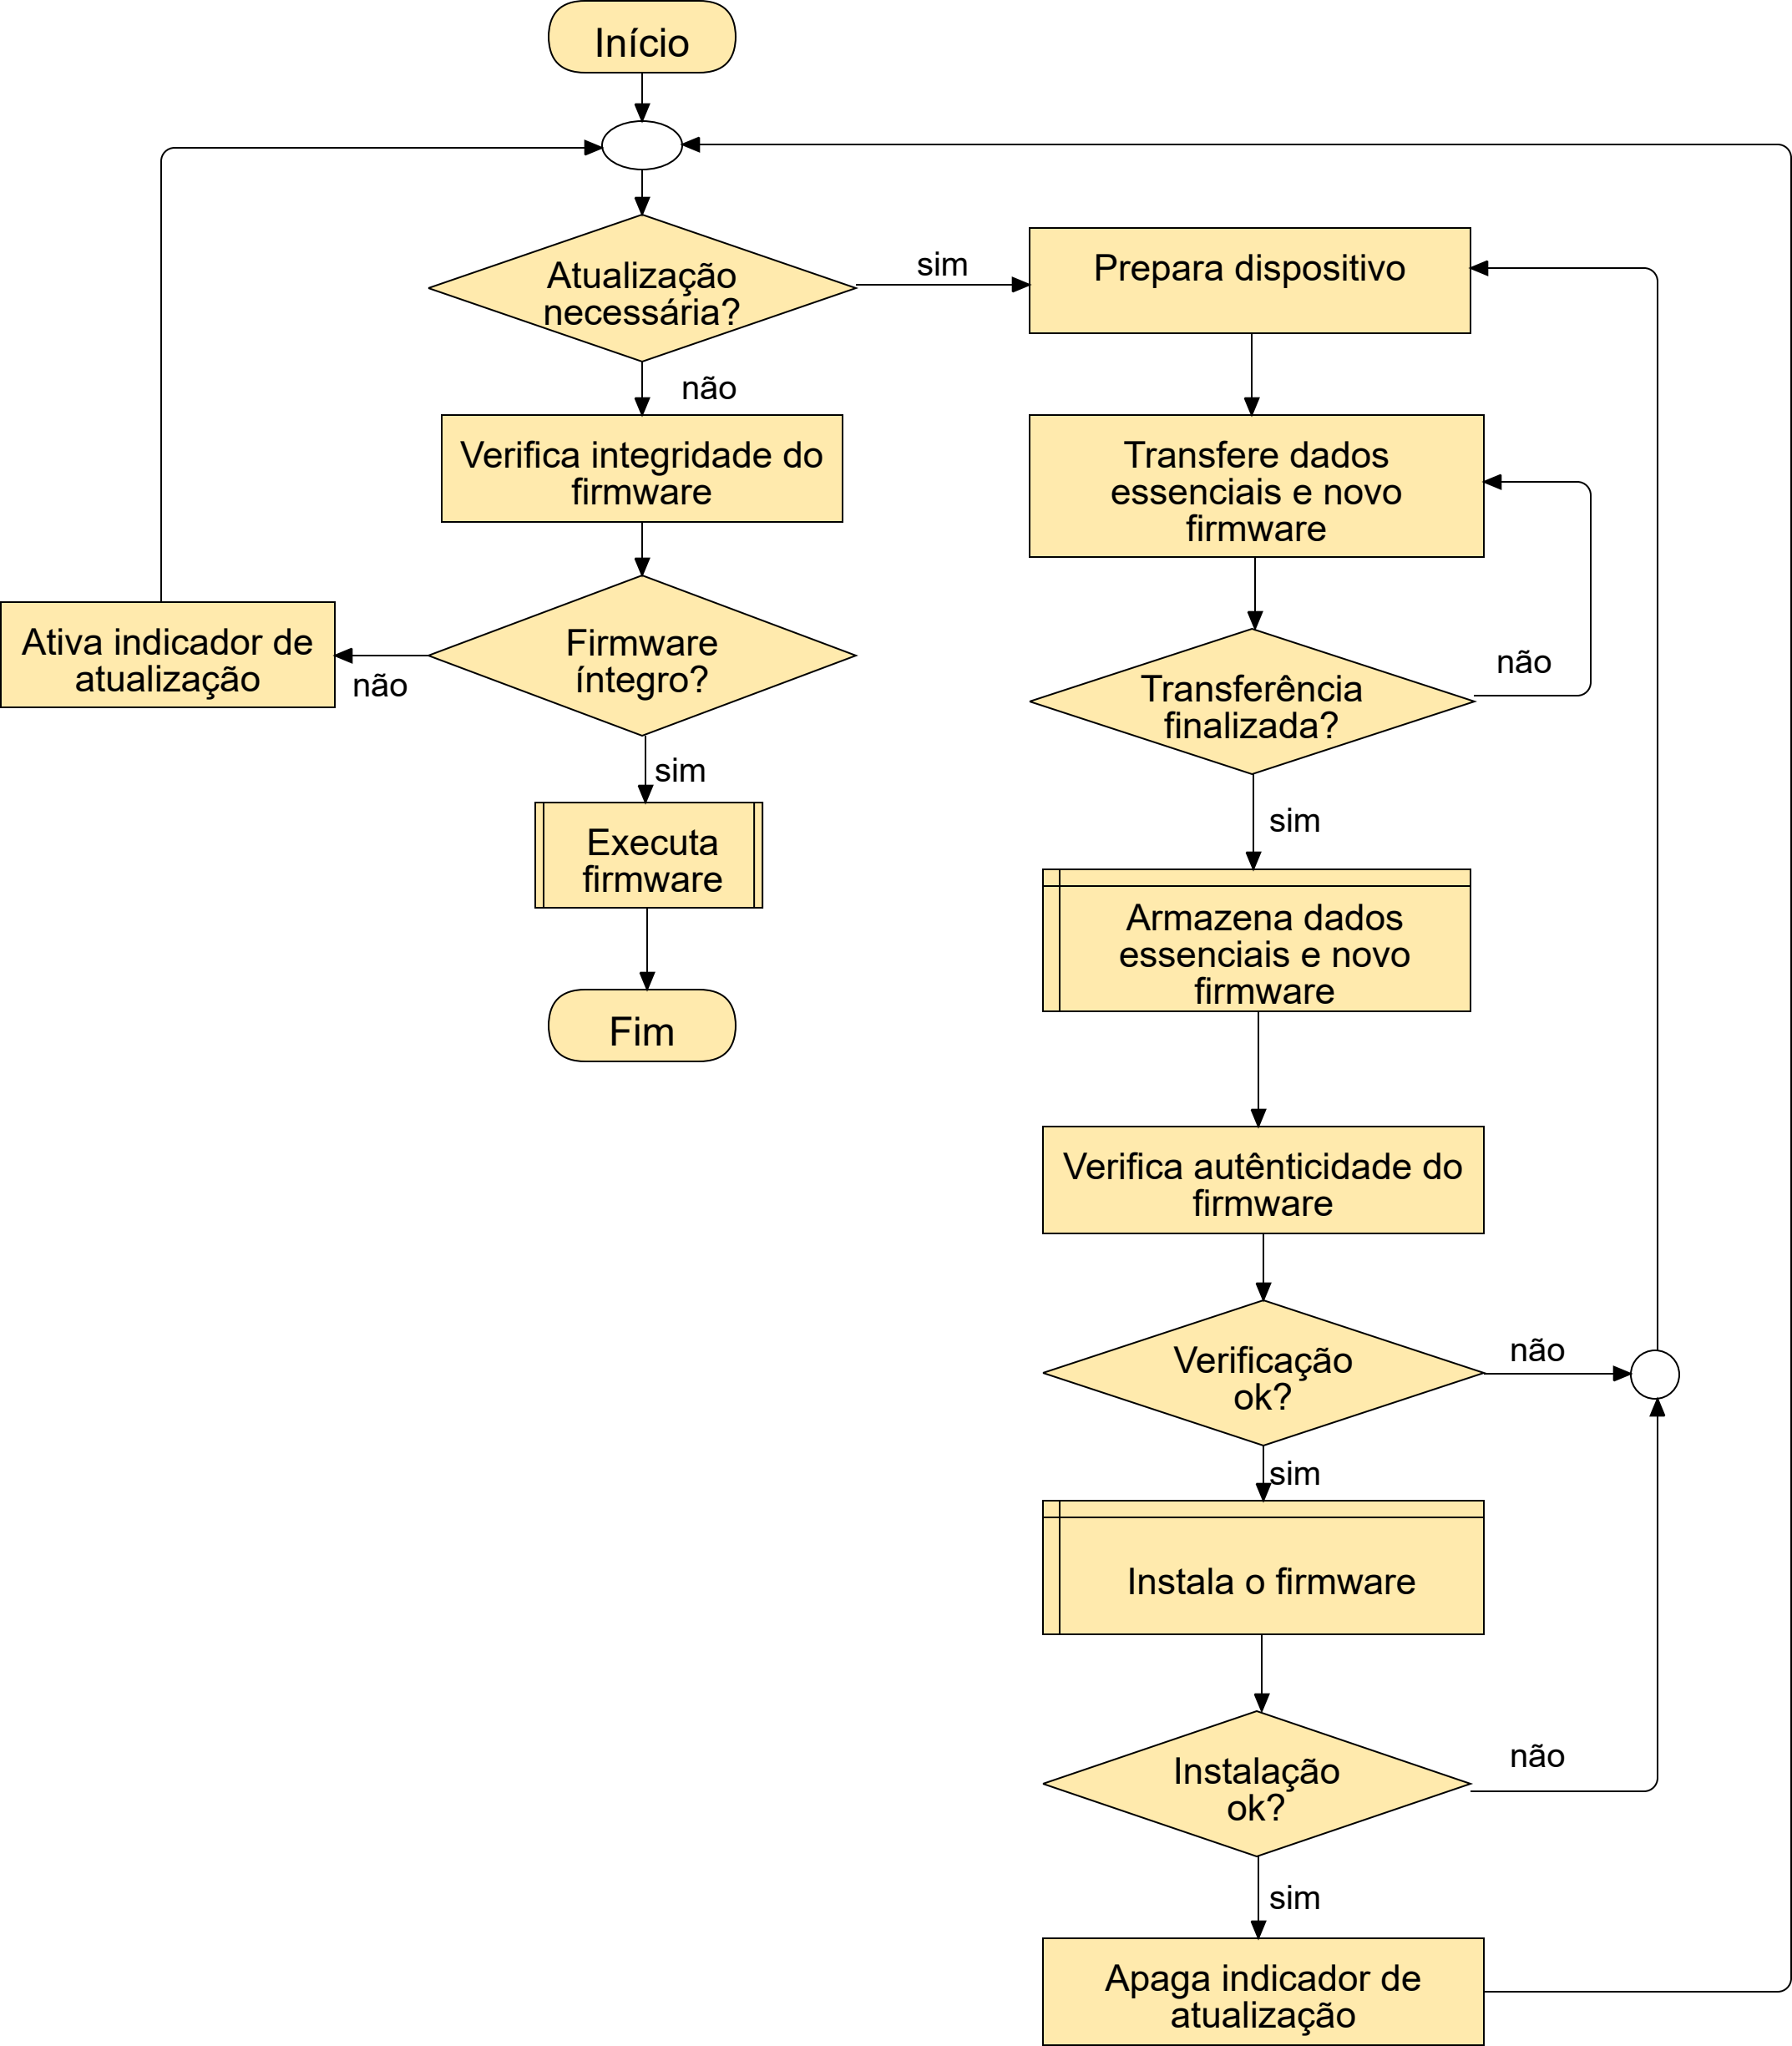 Início
Atualização
necessária?
sim
Prepara dispositivo
não
Verifica integridade do
firmware
Transfere dados
essenciais e novo
firmware
Ativa indicador de
atualização
não
Firmware
íntegro?
Transferência
finalizada?
não
sim
sim
Executa
firmware
Armazena dados
essenciais e novo
firmware
Fim
Verifica autênticidade do
firmware
Verificação
ok?
não
sim
Instala o firmware
Instalação
ok?
não
sim
Apaga indicador de
atualização